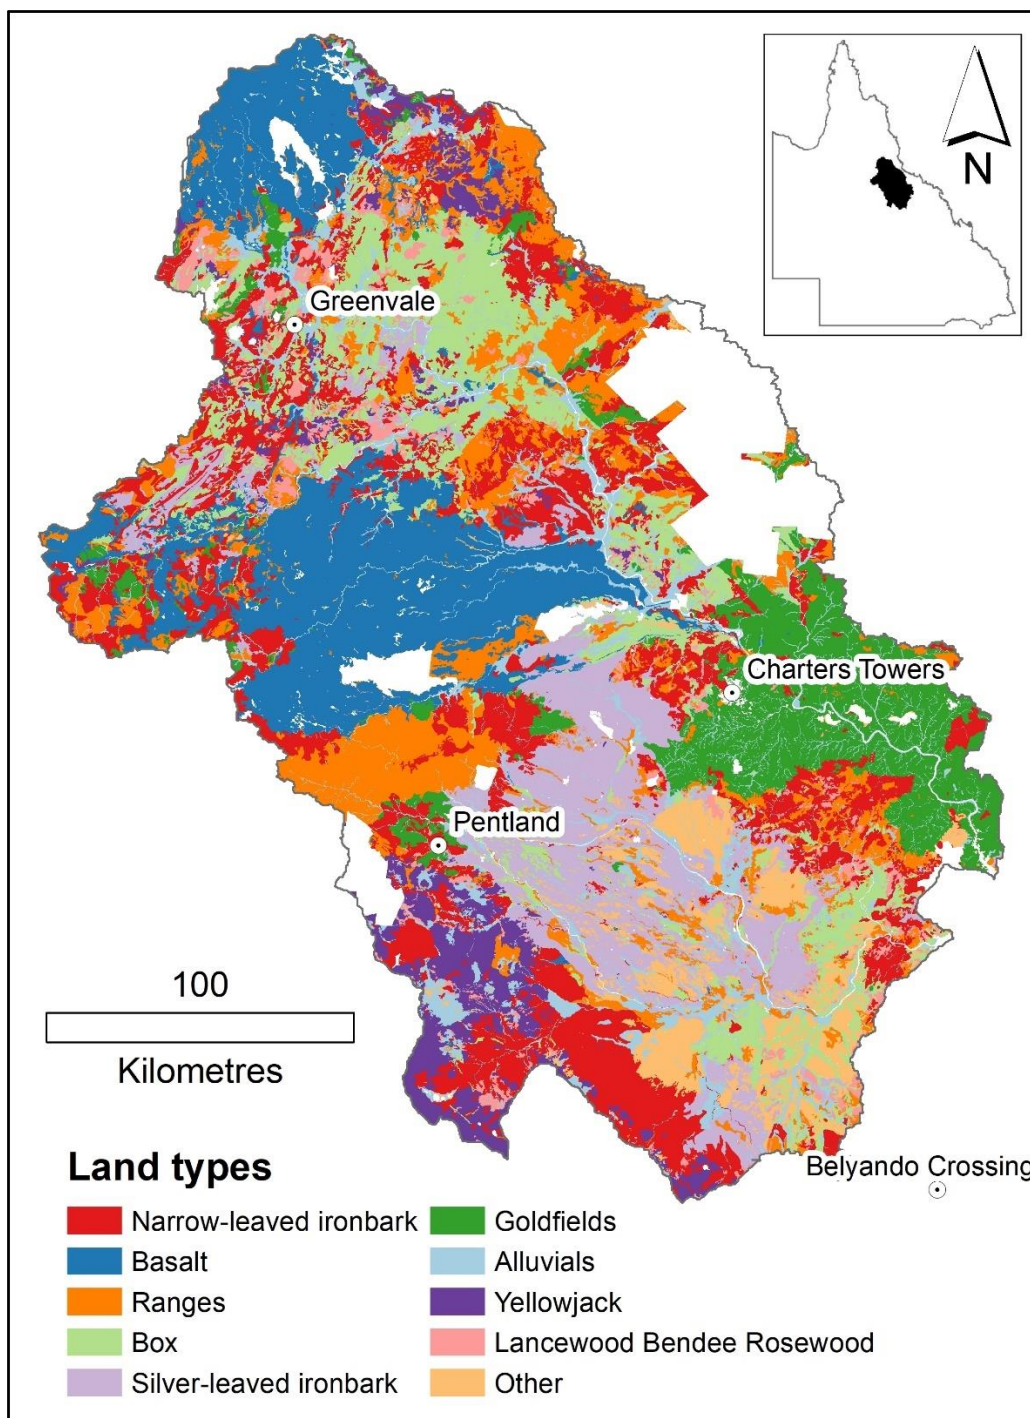 N
Greenvale
Charters Towers
Pentland
100
Kilometres
Belyando Crossing
Land types
Narrow-leaved ironbark
Goldfields
Basalt
Alluvials
Ranges
Yellowjack
Box
Lancewood Bendee Rosewood
Silver-leaved ironbark
Other